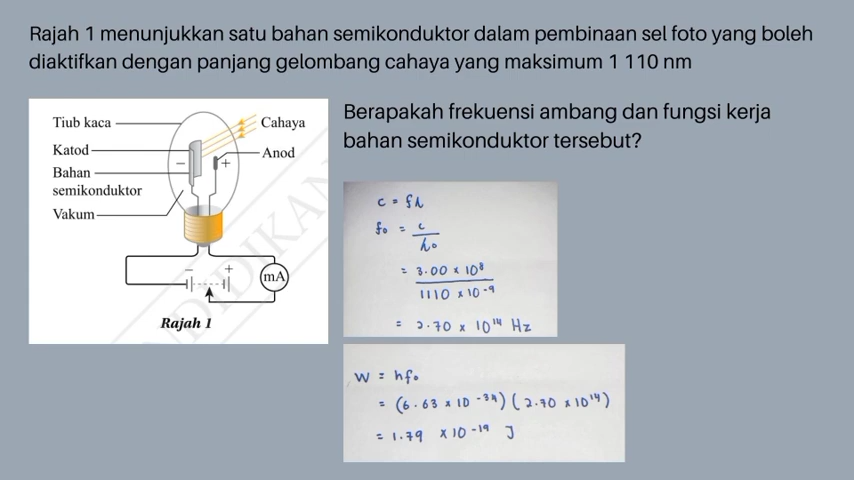 Rajah 1 menunjukkan satu bahan semikonduktor dalam pembinaan sel foto yang boleh
diaktifkan dengan panjang gelombang cahaya yang maksimum 1 110 nm
Berapakah frekuensi ambang dan fungsi kerja
bahan semikonduktor tersebut?
Tiub kaca
Cahaya
Katod
Anod
Bahan
semikonduktor
Vakum
−
+
−
+
mA
Rajah 1
c = fλ
f₀ = c
λ₀
= 3.00 x 10⁸
1110 x 10⁻⁹
= 2.70 x 10¹⁴ Hz
W = hf₀
= (6.63 x 10⁻³⁴) (2.70 x 10¹⁴)
= 1.79 x 10⁻¹⁹ J